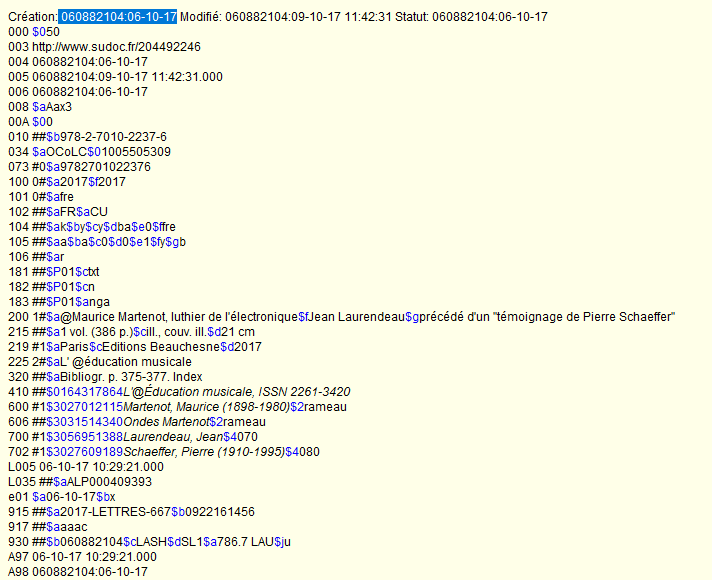 Création: 060882104:06-10-17 Modifié: 060882104:09-10-17 11:42:31 Statut: 060882104:06-10-17
000 $050
003 http://www.sudoc.fr/204492246
004 060882104:06-10-17
005 060882104:09-10-17 11:42:31.000
006 060882104:06-10-17
008 $aAax3
00A $00
010 ##$b978-2-7010-2237-6
034 $aOCoLC$01005505309
073 #0$a9782701022376
100 0#$a2017$f2017
101 0#$afre
102 ##$aFR$aCU
104 ##$ak$by$cy$dba$e0$ffre
105 ##$aa$ba$c0$d0$e1$fy$gb
106 ##$ar
181 ##$P01$ctxt
182 ##$P01$cn
183 ##$P01$anga
200 1#$a@Maurice Martenot, luthier de l'électronique$fJean Laurendeau$gprécédé d'un "témoignage de Pierre Schaeffer"
215 ##$a1 vol. (386 p.)$cill., couv. ill.$d21 cm
219 #1$aParis$cEditions Beauchesne$d2017
225 2#$aL' @éducation musicale
320 ##$aBibliogr. p. 375-377. Index
410 ##$0164317864L'@Éducation musicale, ISSN 2261-3420
600 #1$3027012115Martenot, Maurice (1898-1980)$2rameau
606 ##$3031514340Ondes Martenot$2rameau
700 #1$3056951388Laurendeau, Jean$4070
702 #1$3027609189Schaeffer, Pierre (1910-1995)$4080
L005 06-10-17 10:29:21.000
L035 ##$aALP000409393
e01 $a06-10-17$bx
915 ##$a2017-LETTRES-667$b0922161456
917 ##$aaaac
930 ##$b060882104$cLASH$dSL1$a786.7 LAU$ju
A97 06-10-17 10:29:21.000
A98 060882104:06-10-17